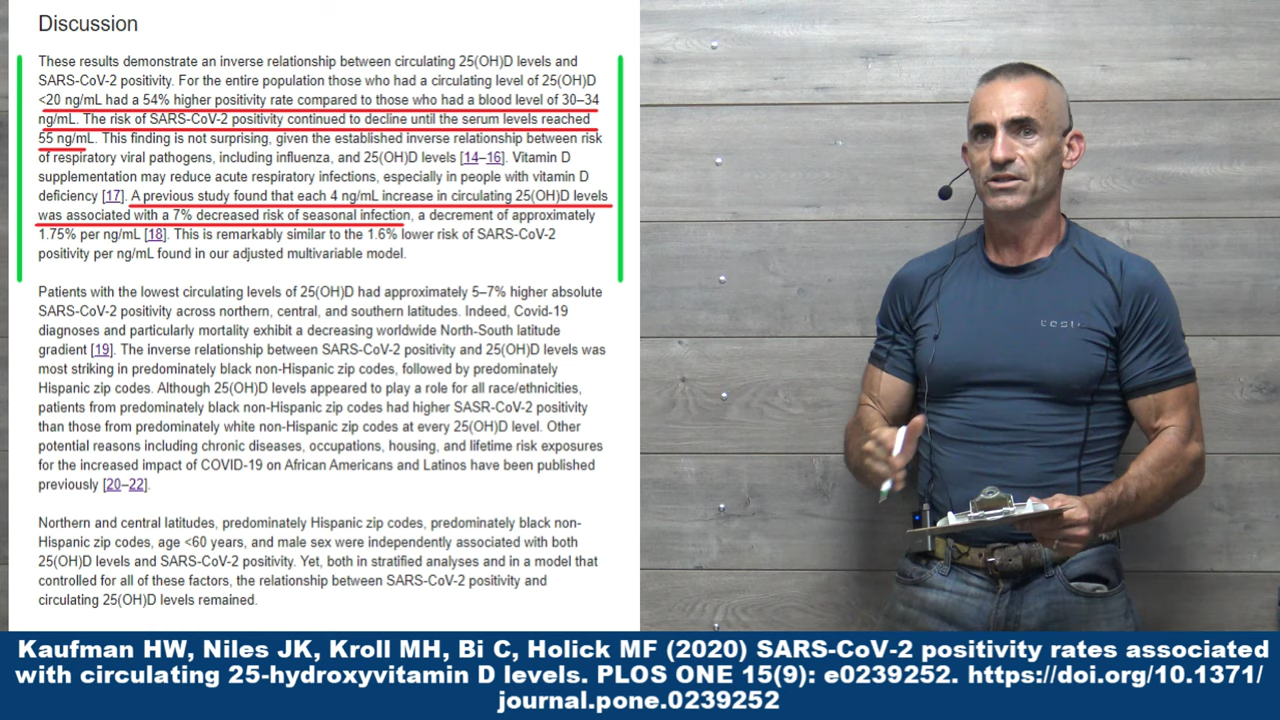 Discussion
These results demonstrate an inverse relationship between circulating 25(OH)D levels and
SARS-CoV-2 positivity. For the entire population those who had a circulating level of 25(OH)D
<20 ng/mL had a 54% higher positivity rate compared to those who had a blood level of 30–34
ng/mL. The risk of SARS-CoV-2 positivity continued to decline until the serum levels reached
55 ng/mL. This finding is not surprising, given the established inverse relationship between risk
of respiratory viral pathogens, including influenza, and 25(OH)D levels [14–16]. Vitamin D
supplementation may reduce acute respiratory infections, especially in people with vitamin D
deficiency [17]. A previous study found that each 4 ng/mL increase in circulating 25(OH)D levels
was associated with a 7% decreased risk of seasonal infection, a decrement of approximately
1.75% per ng/mL [18]. This is remarkably similar to the 1.6% lower risk of SARS-CoV-2
positivity per ng/mL found in our adjusted multivariable model.
Patients with the lowest circulating levels of 25(OH)D had approximately 5–7% higher absolute
SARS-CoV-2 positivity across northern, central, and southern latitudes. Indeed, Covid-19
diagnoses and particularly mortality exhibit a decreasing worldwide North-South latitude
gradient [19]. The inverse relationship between SARS-CoV-2 positivity and 25(OH)D levels was
most striking in predominately black non-Hispanic zip codes, followed by predominately
Hispanic zip codes. Although 25(OH)D levels appeared to play a role for all race/ethnicities,
patients from predominately black non-Hispanic zip codes had higher SASR-CoV-2 positivity
than those from predominately white non-Hispanic zip codes at every 25(OH)D level. Other
potential reasons including chronic diseases, occupations, housing, and lifetime risk exposures
for the increased impact of COVID-19 on African Americans and Latinos have been published
previously [20–22].
Northern and central latitudes, predominately Hispanic zip codes, predominately black non-
Hispanic zip codes, age <60 years, and male sex were independently associated with both
25(OH)D levels and SARS-CoV-2 positivity. Yet, both in stratified analyses and in a model that
controlled for all of these factors, the relationship between SARS-CoV-2 positivity and
circulating 25(OH)D levels remained.
Kaufman HW, Niles JK, Kroll MH, Bi C, Holick MF (2020) SARS-CoV-2 positivity rates associated
with circulating 25-hydroxyvitamin D levels. PLOS ONE 15(9): e0239252. https://doi.org/10.1371/
journal.pone.0239252